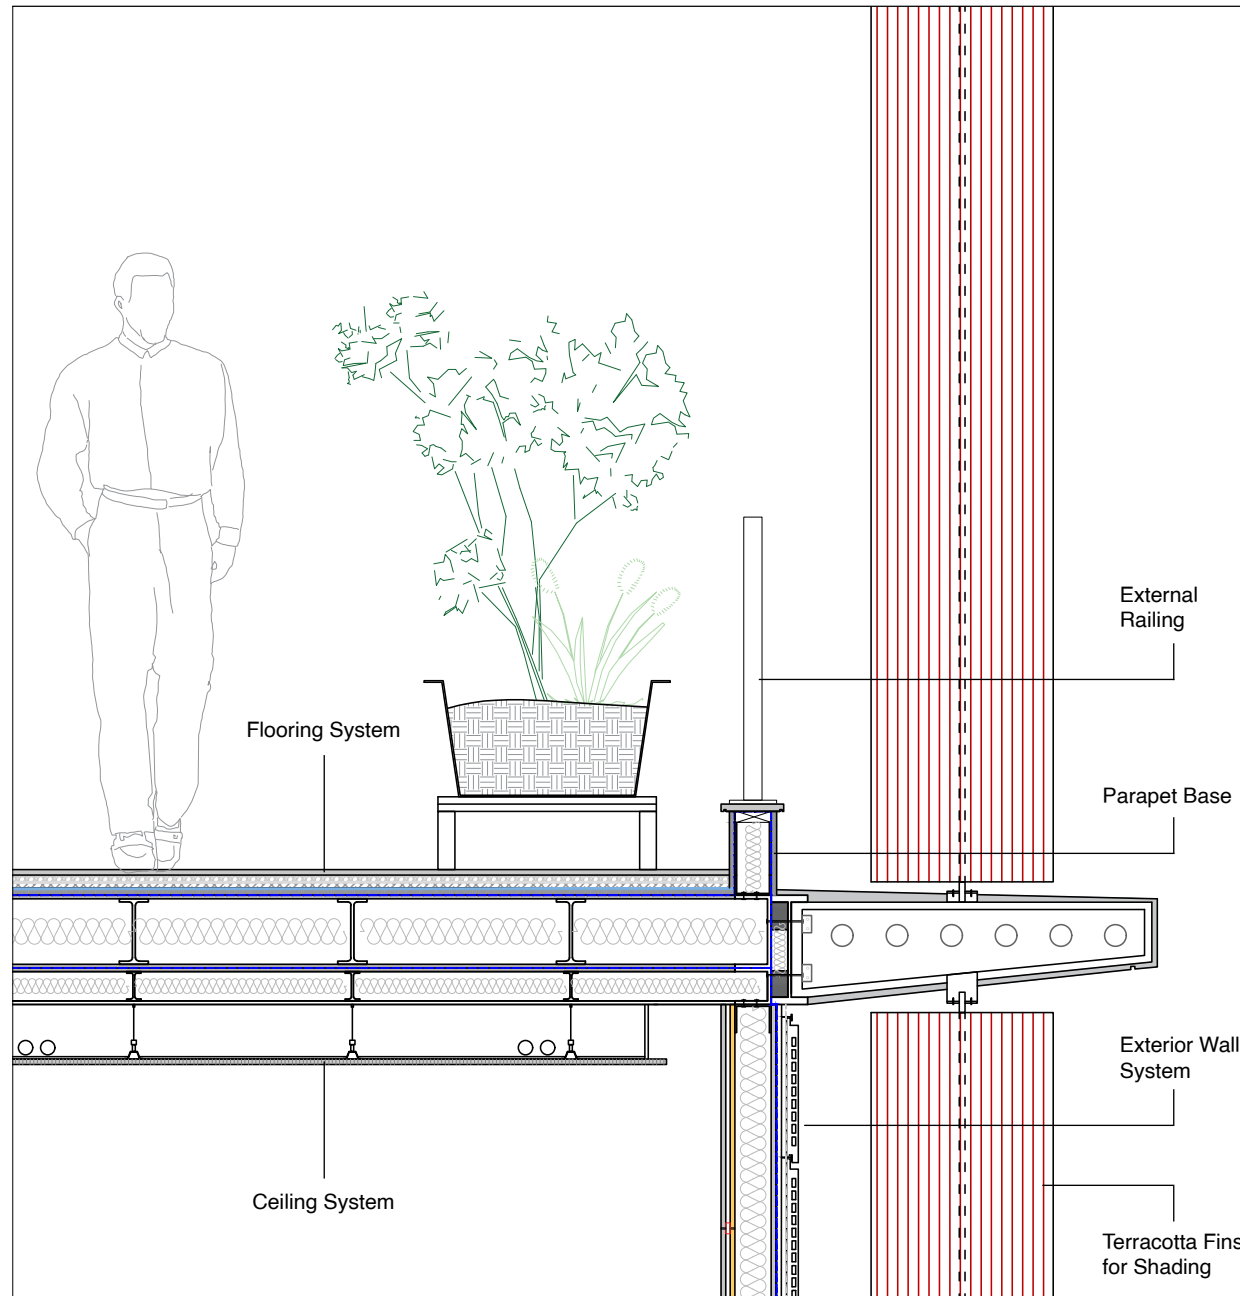 External
Railing
Flooring System
Parapet Base
Exterior Wall
System
Ceiling System
Terracotta Fins
for Shading